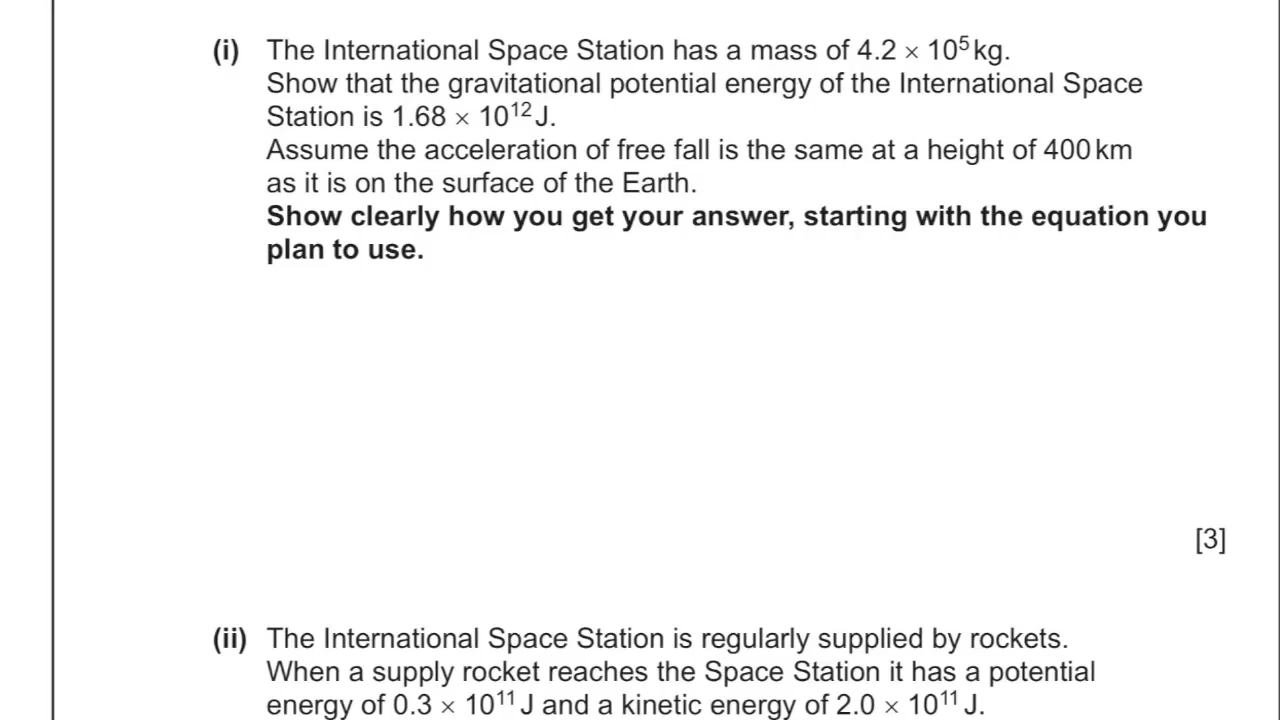 (i) The International Space Station has a mass of 4.2 × 10⁵ kg.
Show that the gravitational potential energy of the International Space
Station is 1.68 × 10¹² J.
Assume the acceleration of free fall is the same at a height of 400 km
as it is on the surface of the Earth.
Show clearly how you get your answer, starting with the equation you
plan to use.
[3]
(ii) The International Space Station is regularly supplied by rockets.
When a supply rocket reaches the Space Station it has a potential
energy of 0.3 × 10¹¹ J and a kinetic energy of 2.0 × 10¹¹ J.